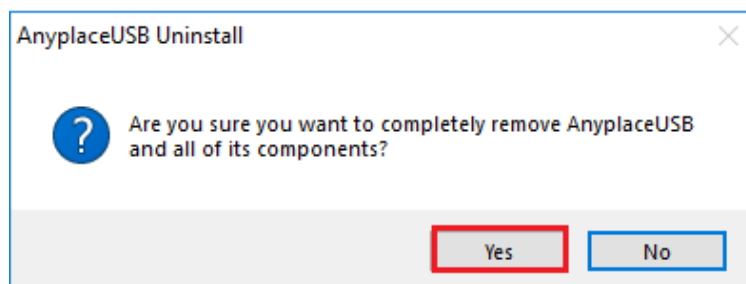 AnyplaceUSB Uninstall
Are you sure you want to completely remove AnyplaceUSB
and all of its components?
Yes
No